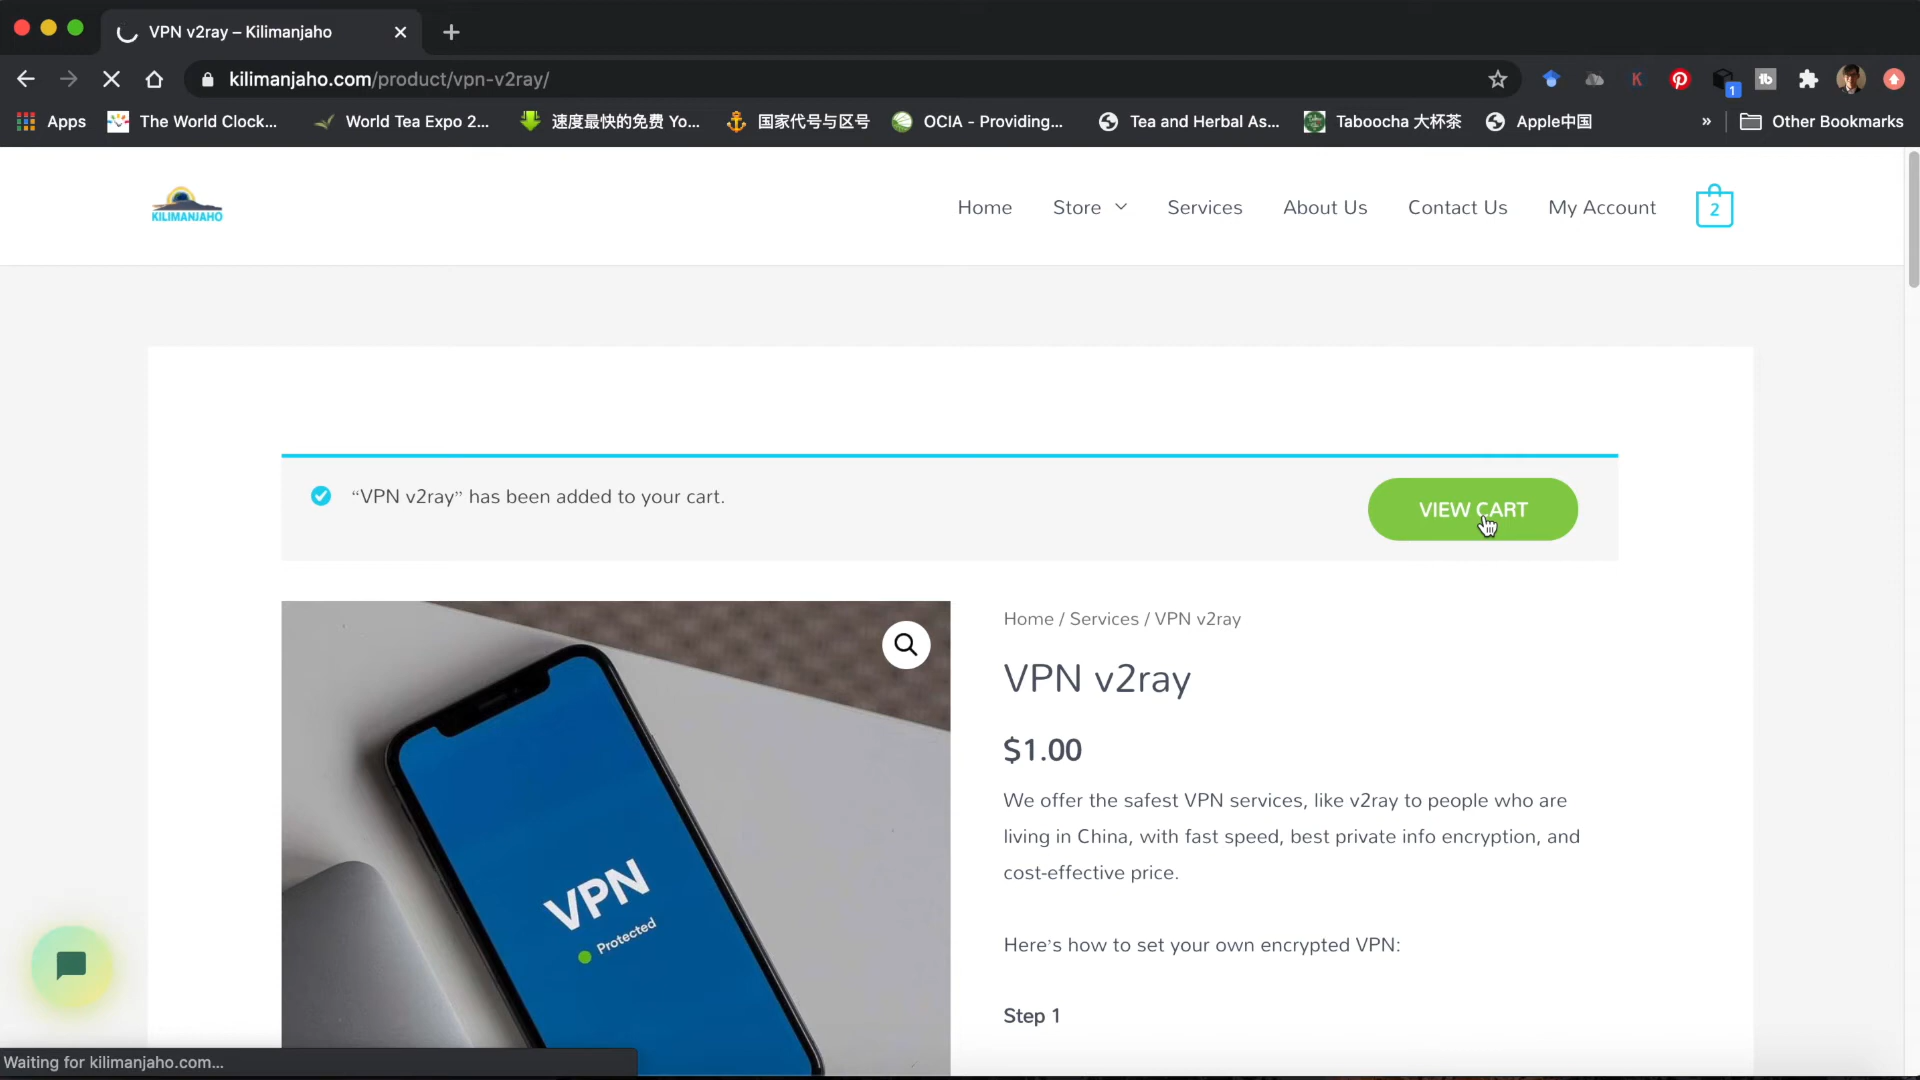 VPN v2ray – Kilimanjaho
kilimanjaho.com/product/vpn-v2ray/
1
Apps
The World Clock...
World Tea Expo 2...
速度最快的免费 Yo...
国家代号与区号
OCIA - Providing...
Tea and Herbal As...
Taboocha 大杯茶
Apple中国
»
Other Bookmarks
KILIMANJAHO
Home
Store
Services
About Us
Contact Us
My Account
2
“VPN v2ray” has been added to your cart.
VIEW CART
Home / Services / VPN v2ray
VPN v2ray
$1.00
We offer the safest VPN services, like v2ray to people who are
living in China, with fast speed, best private info encryption, and
cost-effective price.
Here’s how to set your own encrypted VPN:
Step 1
VPN
Protected
Waiting for kilimanjaho.com...